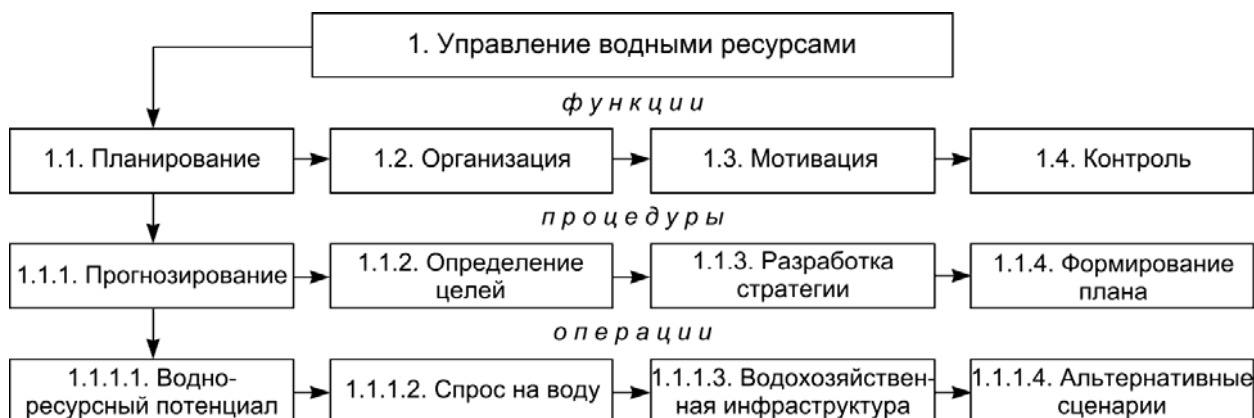 1. Управление водными ресурсами
функции
1.1. Планирование
1.2. Организация
1.3. Мотивация
1.4. Контроль
процедуры
1.1.1. Прогнозирование
1.1.2. Определение
целей
1.1.3. Разработка
стратегии
1.1.4. Формирование
плана
операции
1.1.1.1. Водно-
ресурсный потенциал
1.1.1.2. Спрос на воду
1.1.1.3. Водохозяйствен-
ная инфраструктура
1.1.1.4. Альтернативные
сценарии